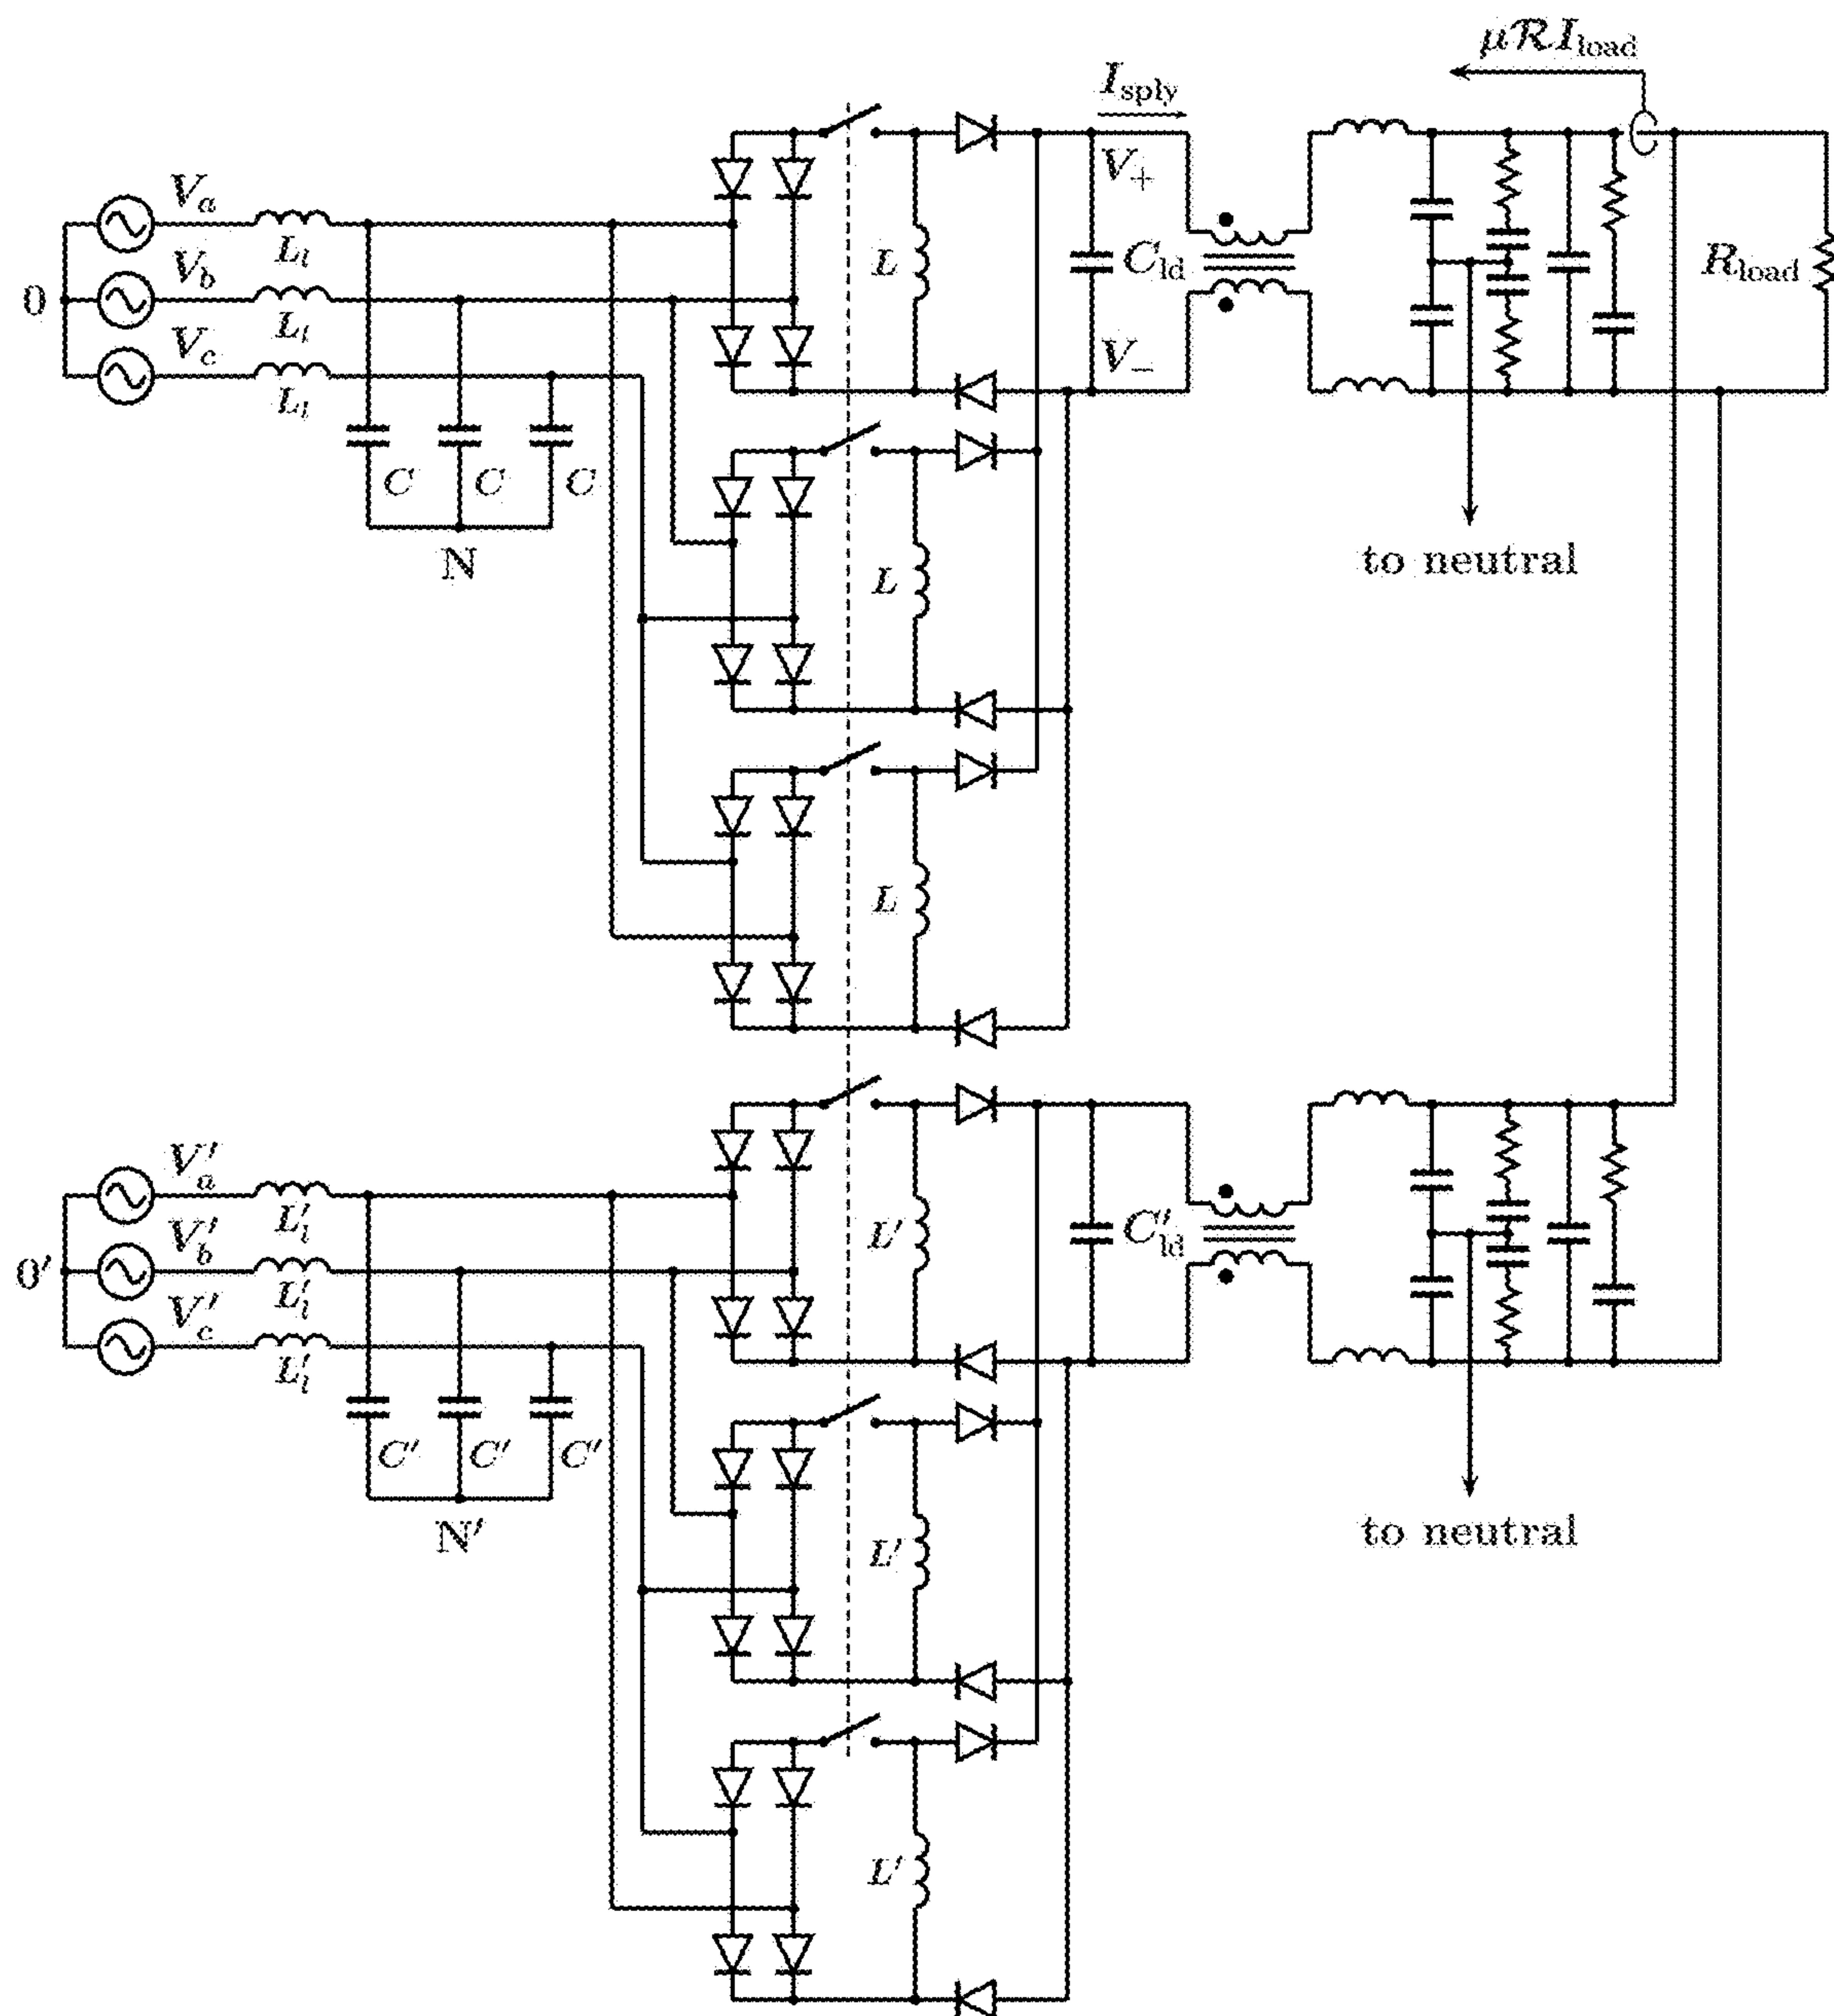 μℛI_load
I_sply
V_+
V_a
L_l
V_b
L
C_ld
R_load
0
L_l
V_c
V_−
L_l
C C C
N
to neutral
L
L
V′_a
L′_l
V′_b
L′
C′_ld
0′
L′_l
V′_c
L′_l
C′ C′ C′
N′
to neutral
L′
L′